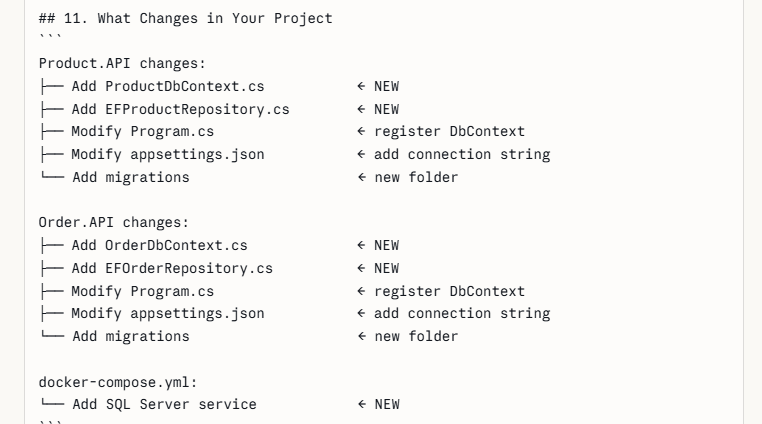 ## 11. What Changes in Your Project
```
Product.API changes:
├── Add ProductDbContext.cs           ← NEW
├── Add EFProductRepository.cs        ← NEW
├── Modify Program.cs                 ← register DbContext
├── Modify appsettings.json           ← add connection string
└── Add migrations                    ← new folder

Order.API changes:
├── Add OrderDbContext.cs             ← NEW
├── Add EFOrderRepository.cs          ← NEW
├── Modify Program.cs                 ← register DbContext
├── Modify appsettings.json           ← add connection string
└── Add migrations                    ← new folder

docker-compose.yml:
└── Add SQL Server service            ← NEW
```